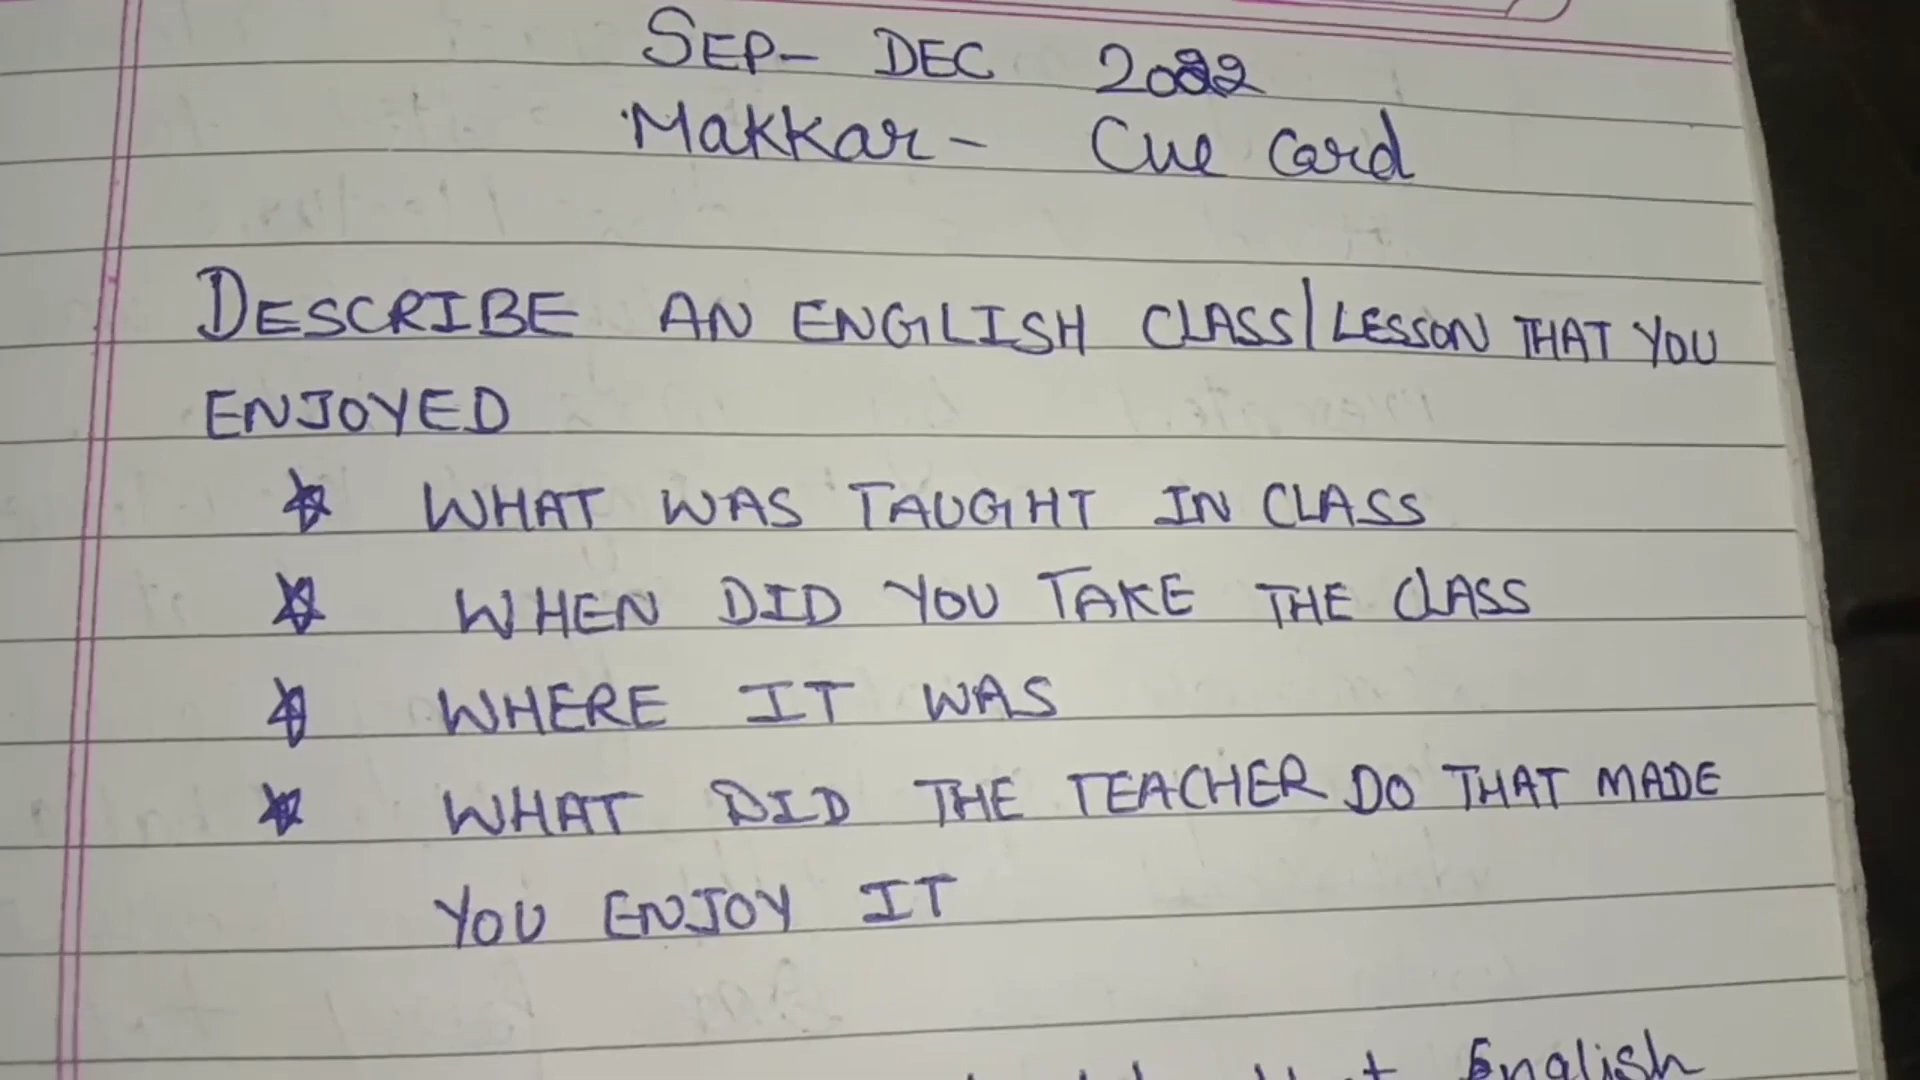 SEP- DEC 2022
Makkar- Cue Card
DESCRIBE AN ENGLISH CLASS/LESSON THAT YOU
ENJOYED
WHAT WAS TAUGHT IN CLASS
WHEN DID YOU TAKE THE CLASS
WHERE IT WAS
WHAT DID THE TEACHER DO THAT MADE
YOU ENJOY IT
English